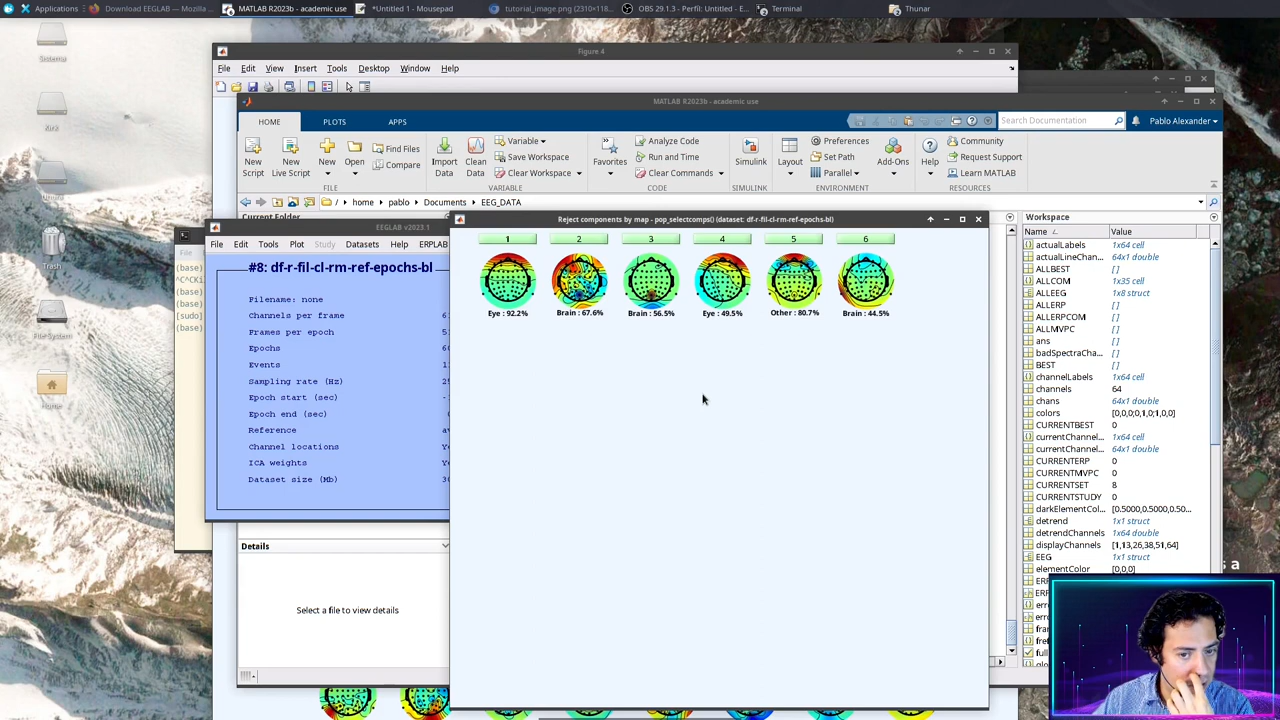 Applications
Download EEGLAB — Mozilla ...
MATLAB R2023b - academic use
*Untitled 1 - Mousepad
tutorial_image.png (2310×118...
OBS 29.1.3 - Perfil: Untitled - E...
Terminal
Thunar
Sistema
Kira
Trash
File System
Home
Figure 4
File Edit View Insert Tools Desktop Window Help
MATLAB R2023b - academic use
HOME PLOTS APPS
Search Documentation
Pablo Alexander
New Script
New Live Script
New
Open
Find Files
Compare
Import Data
Clean Data
Variable
Save Workspace
Clear Workspace
Favorites
Analyze Code
Run and Time
Clear Commands
Simulink
Layout
Preferences
Set Path
Parallel
Add-Ons
Help
Community
Request Support
Learn MATLAB
FILE VARIABLE CODE SIMULINK ENVIRONMENT RESOURCES
/ home pablo Documents EEG_DATA
Current Folder
File
(base)
^C^CKi
(base)
(base)
[sudo]
(base)
EEGLAB v2023.1
File Edit Tools Plot Study Datasets Help ERPLAB
#8: df-r-fil-cl-rm-ref-epochs-bl
Filename: none
Channels per frame
Frames per epoch
Epochs
Events
Sampling rate (Hz)
Epoch start (sec)
Epoch end (sec)
Reference
Channel locations
ICA weights
Dataset size (Mb)
Reject components by map - pop_selectcomps() (dataset: df-r-fil-cl-rm-ref-epochs-bl)
1 2 3 4 5 6
Eye : 92.2% Brain : 67.6% Brain : 56.5% Eye : 49.5% Other : 80.7% Brain : 44.5%
Details
Select a file to view details
Workspace
Name Value
actualLabels 1x64 cell
actualLineChan... 64x1 double
ALLBEST [ ]
ALLCOM 1x35 cell
ALLEEG 1x8 struct
ALLERP [ ]
ALLERPCOM [ ]
ALLMVPC [ ]
ans [ ]
badSpectraCha... [ ]
BEST [ ]
channelLabels 1x64 cell
channels 64
chans 64x1 double
colors [0,0,0;0,1,0;1,0,0]
CURRENTBEST 0
currentChannel... 1x64 cell
currentChannel... 64x1 double
CURRENTERP 0
CURRENTMVPC 0
CURRENTSET 8
CURRENTSTUDY 0
darkElementCol... [0.5000,0.5000,0.50...
detrend 1x1 struct
detrendChannels 1x64 double
displayChannels [1,13,26,38,51,64]
EEG 1x1 struct
elementColor [0,0,0]